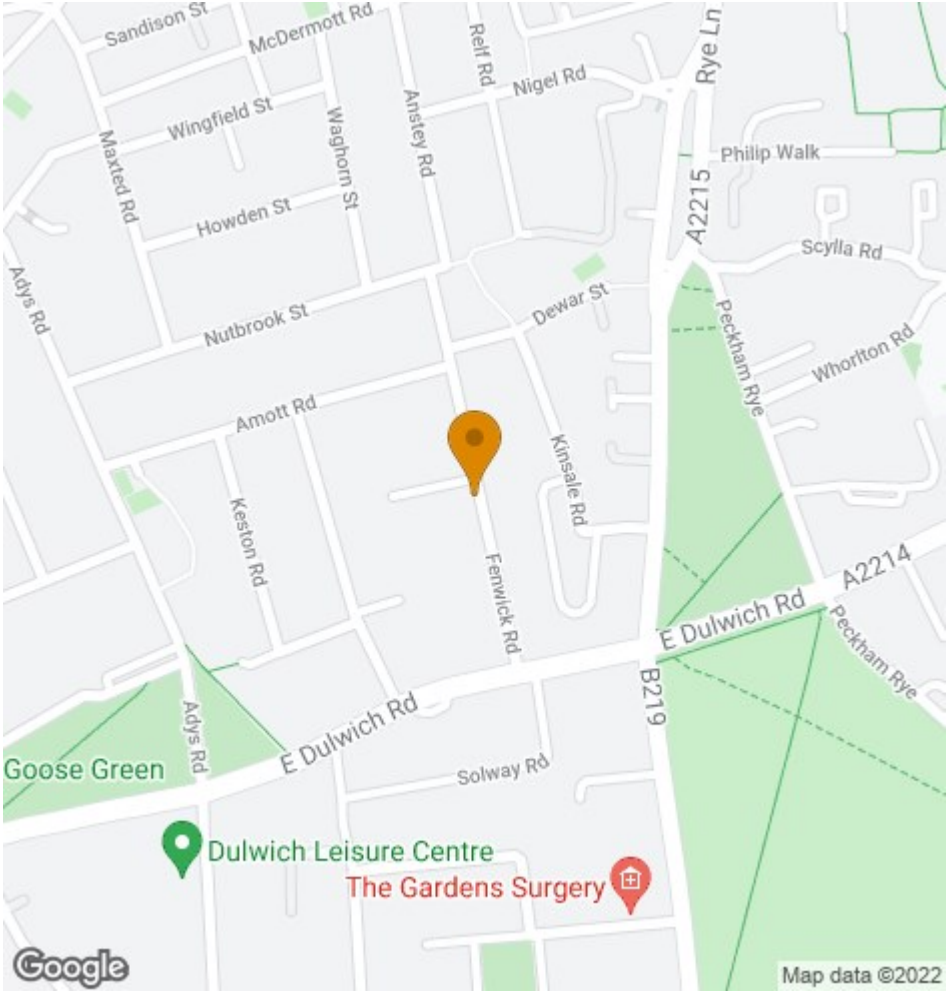 Sandison St
McDermott Rd
Relf Rd
Rye Ln
Nigel Rd
Wingfield St
Anstey Rd
Waghorn St
Maxted Rd
Philip Walk
Howden St
A2215
Scylla Rd
Adys Rd
Nutbrook St
Dewar St
Peckham Rye
Whorlton Rd
Amott Rd
Kinsale Rd
Keston Rd
Fenwick Rd
A2214
E Dulwich Rd
Peckham Rye
B219
Adys Rd
E Dulwich Rd
Goose Green
Solway Rd
Dulwich Leisure Centre
The Gardens Surgery
Google
Map data ©2022